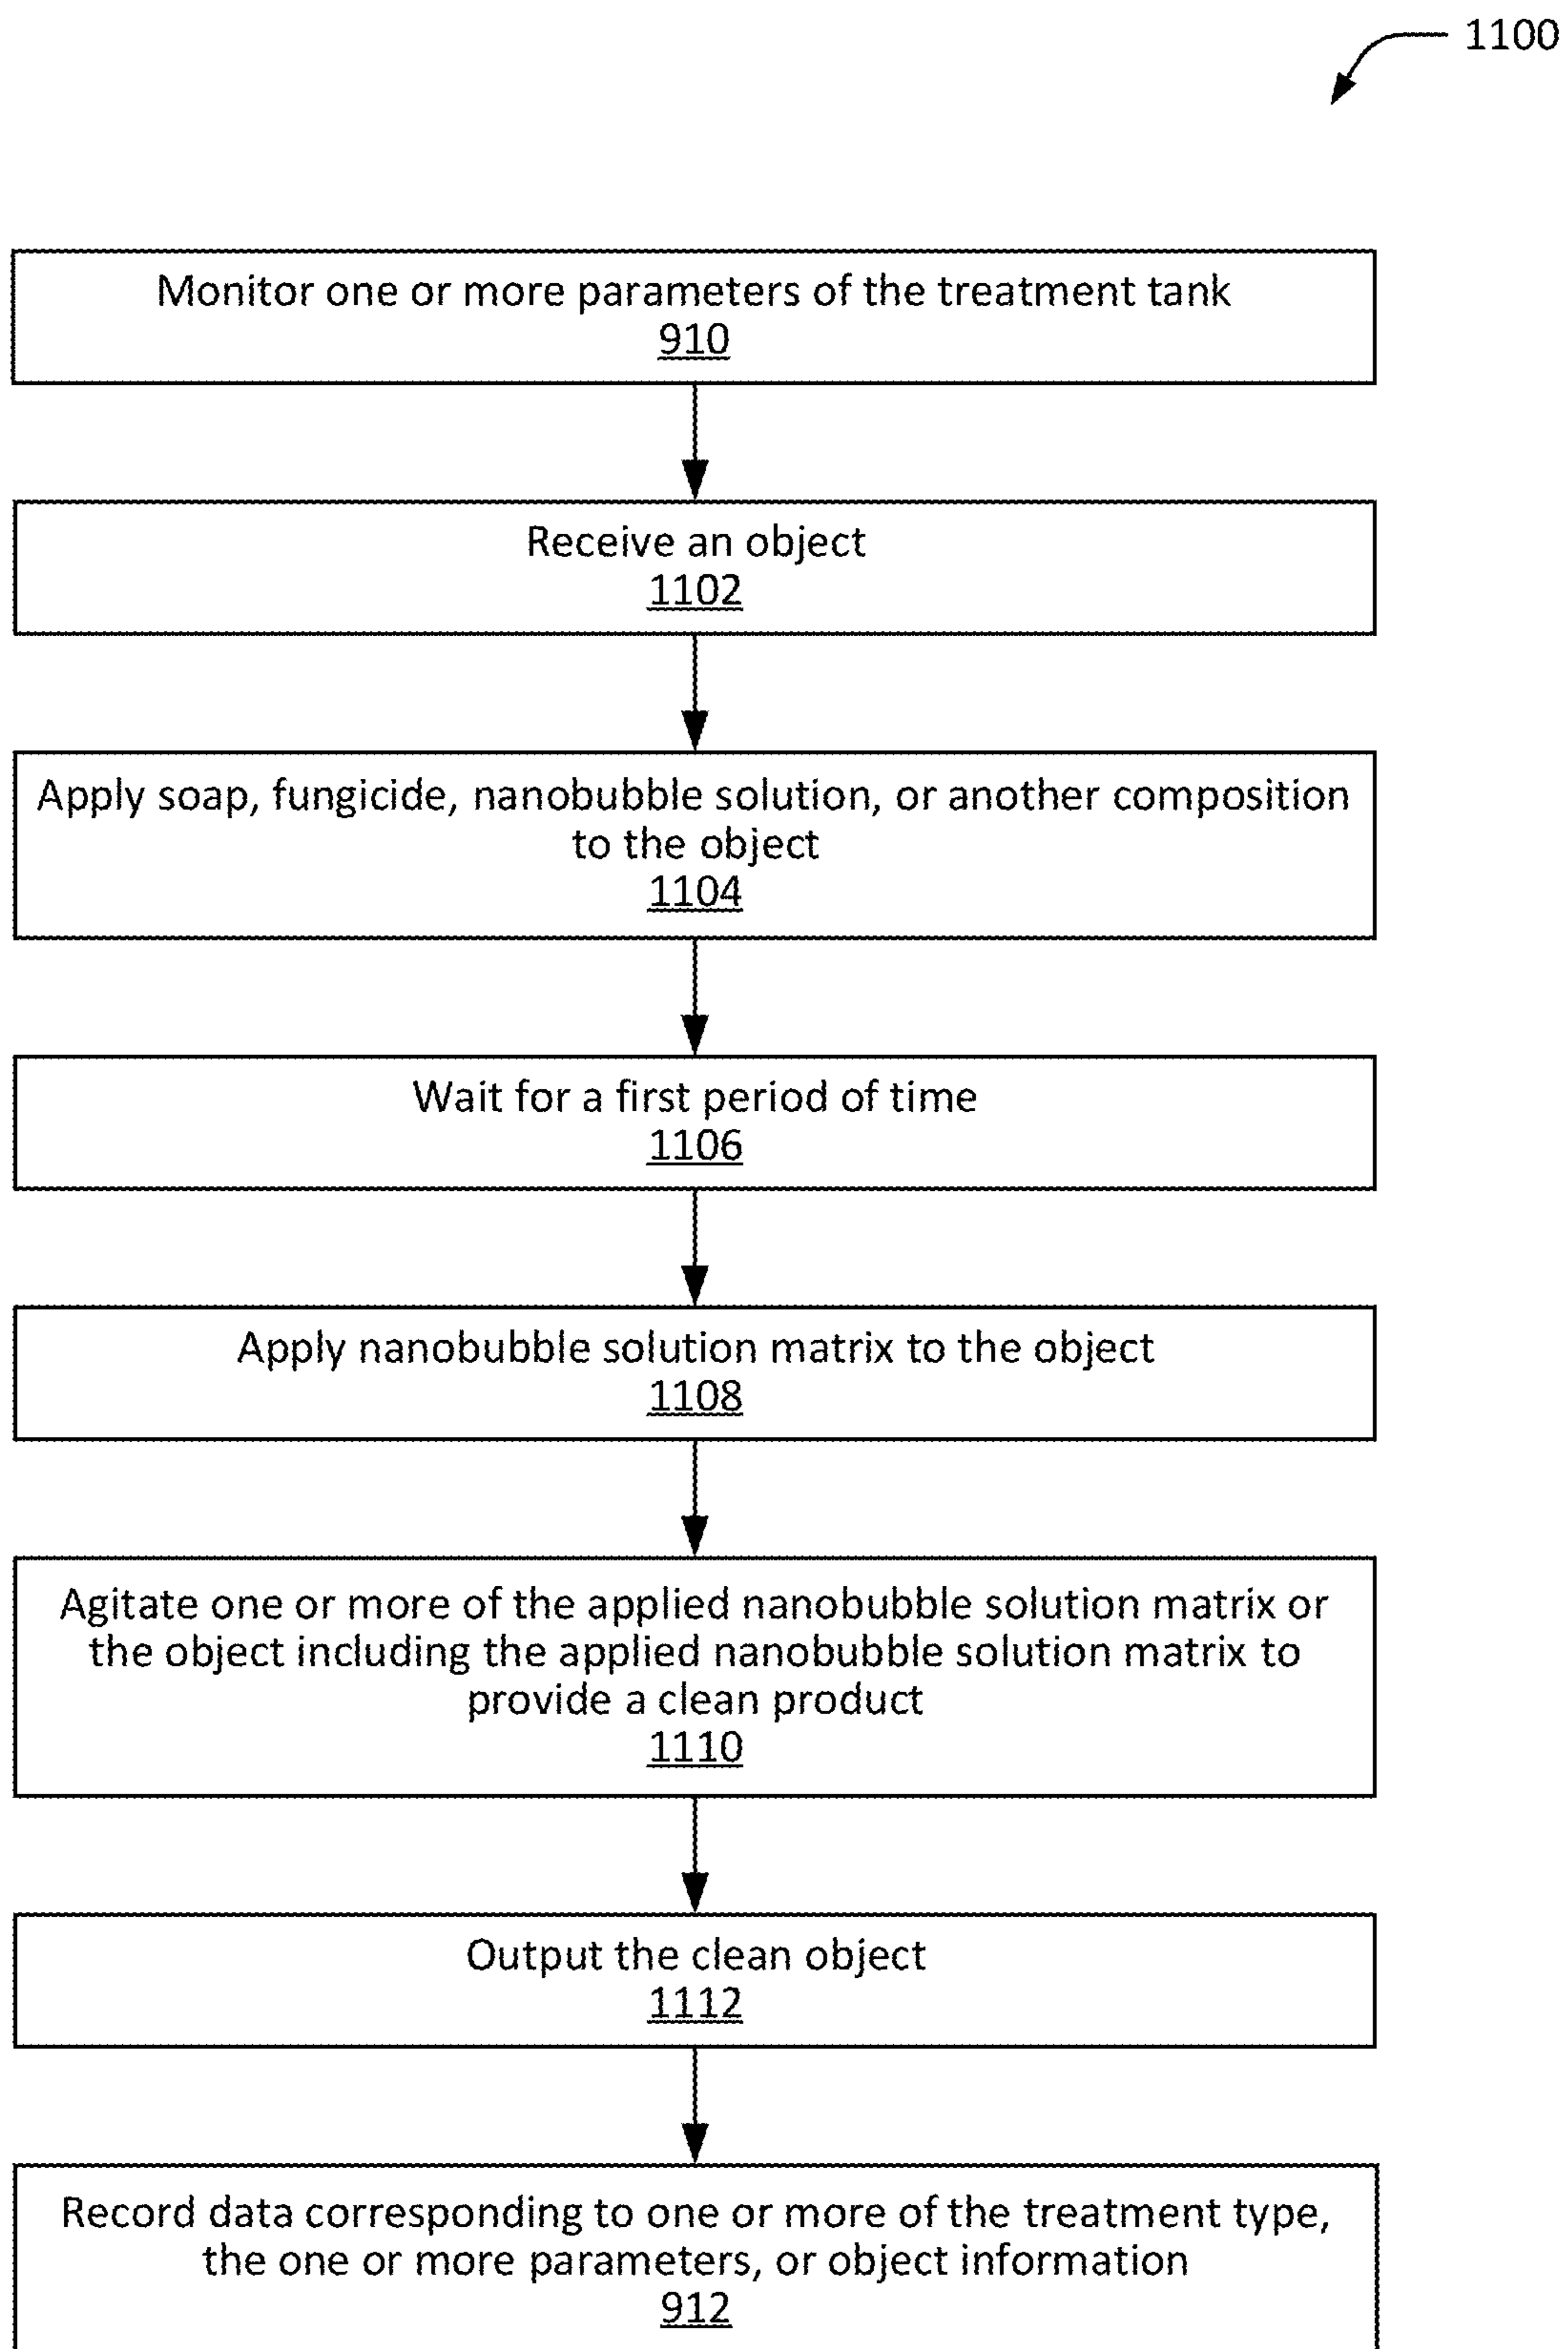 1100
Monitor one or more parameters of the treatment tank
910
Receive an object
1102
Apply soap, fungicide, nanobubble solution, or another composition
to the object
1104
Wait for a first period of time
1106
Apply nanobubble solution matrix to the object
1108
Agitate one or more of the applied nanobubble solution matrix or
the object including the applied nanobubble solution matrix to
provide a clean product
1110
Output the clean object
1112
Record data corresponding to one or more of the treatment type,
the one or more parameters, or object information
912